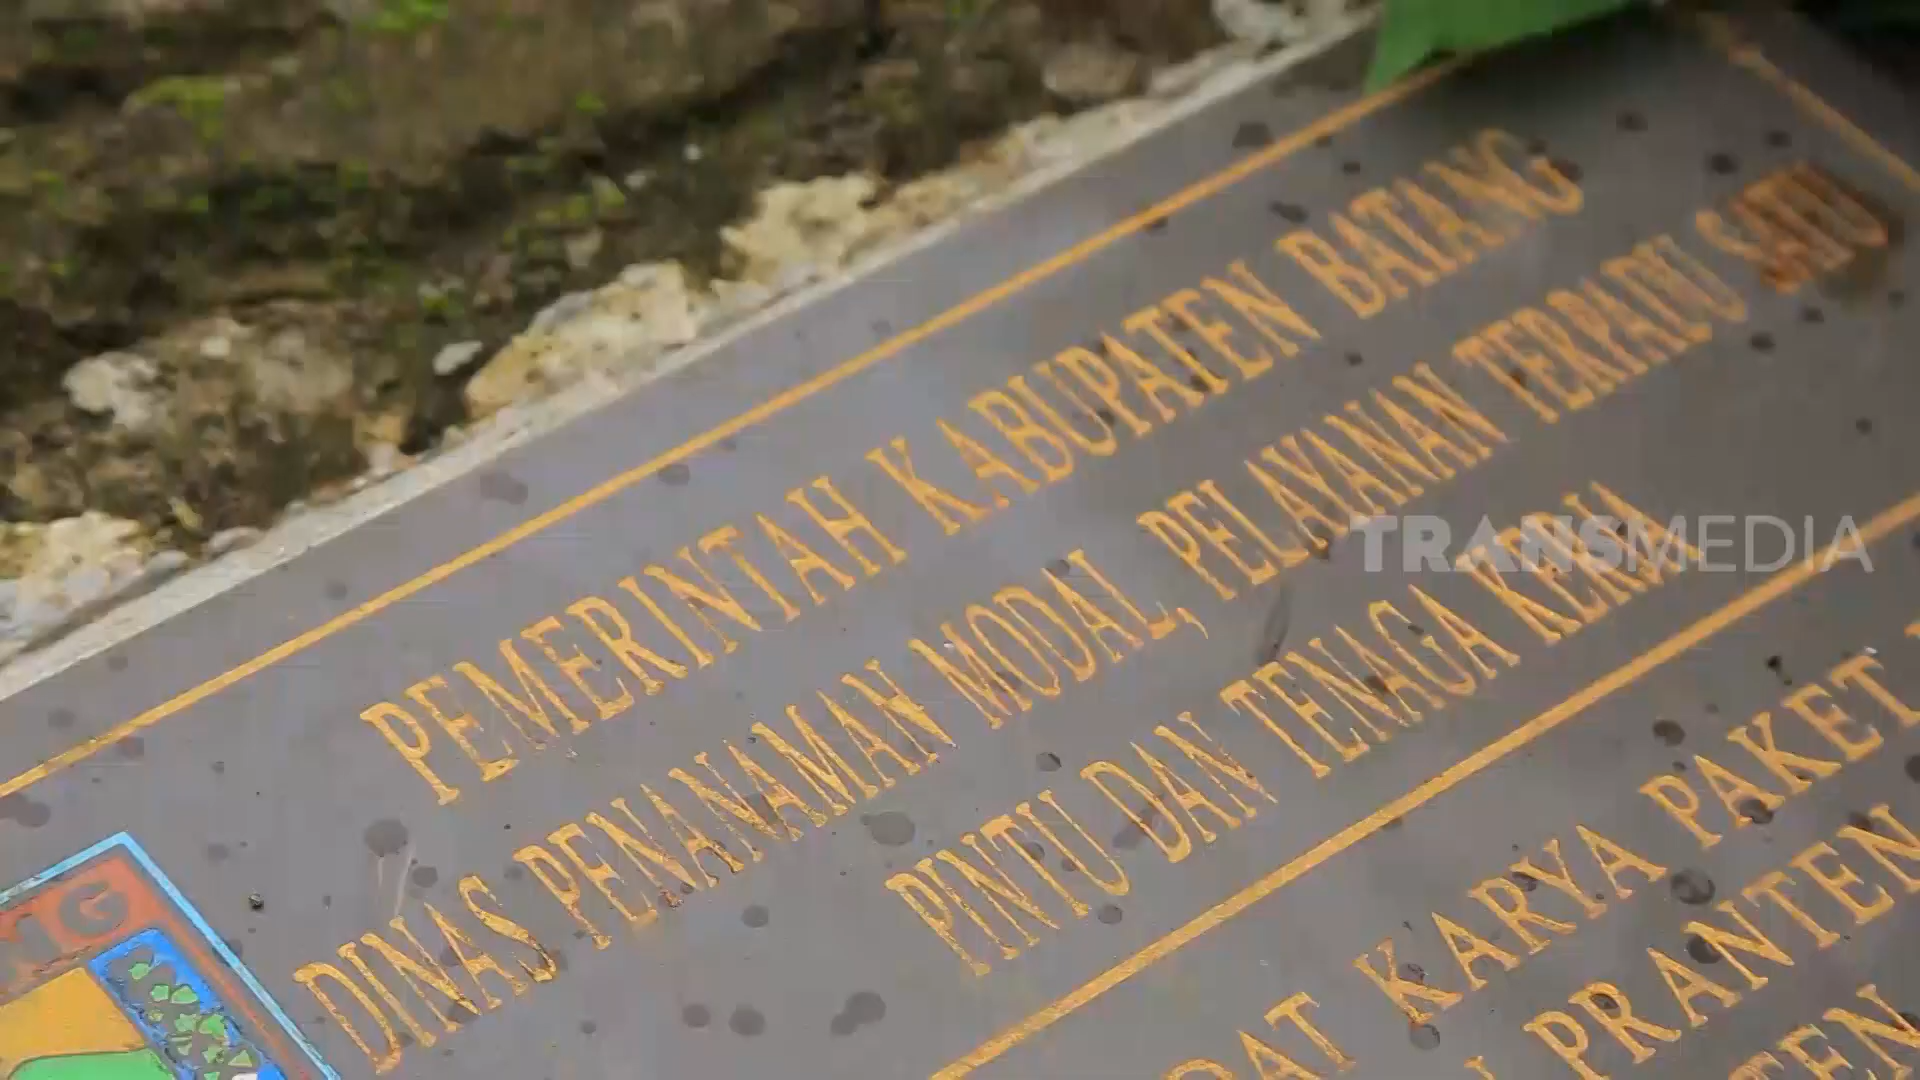 PEMERINTAH KABUPATEN BATANG
DINAS PENANAMAN MODAL, PELAYANAN TERPADU SATU
PINTU DAN TENAGA KERJA
KARYA PAKET
PRANTEN
TRANSMEDIA